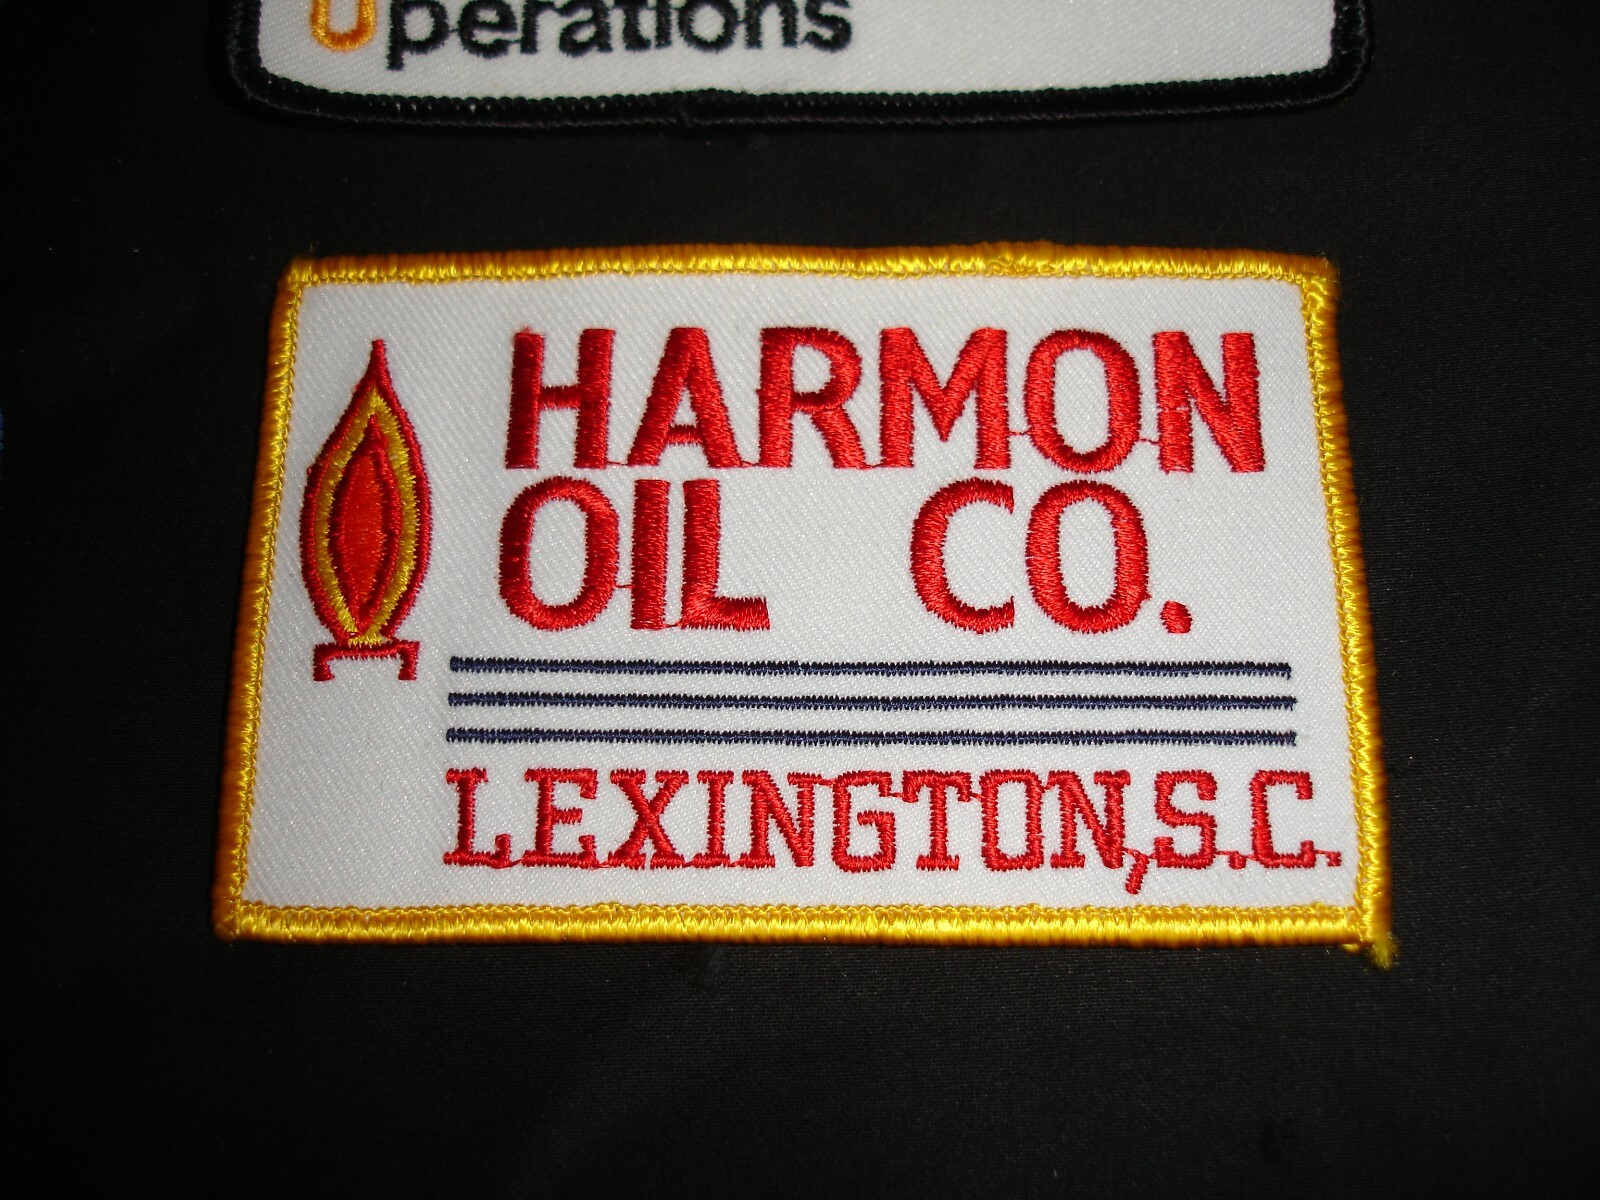 Operations
HARMON
OIL CO.
LEXINGTON, S.C.